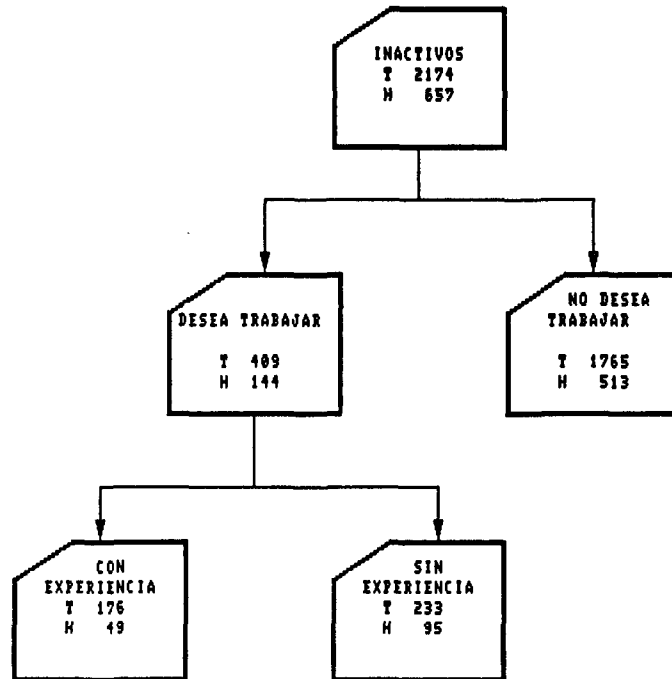 INACTIVOS
T 2174
H 657
DESEA TRABAJAR
T 409
H 144
NO DESEA
TRABAJAR
T 1765
H 513
CON
EXPERIENCIA
T 176
H 49
SIN
EXPERIENCIA
T 233
H 95